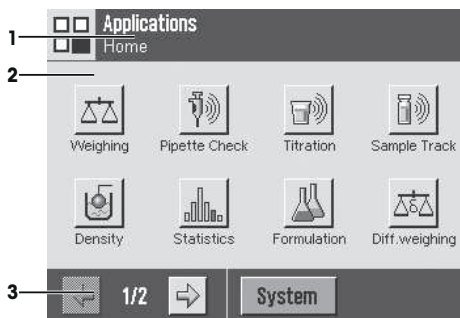 Applications
1
Home
2
Weighing Pipette Check Titration Sample Track
Density Statistics Formulation Diff.weighing
3 1/2 System